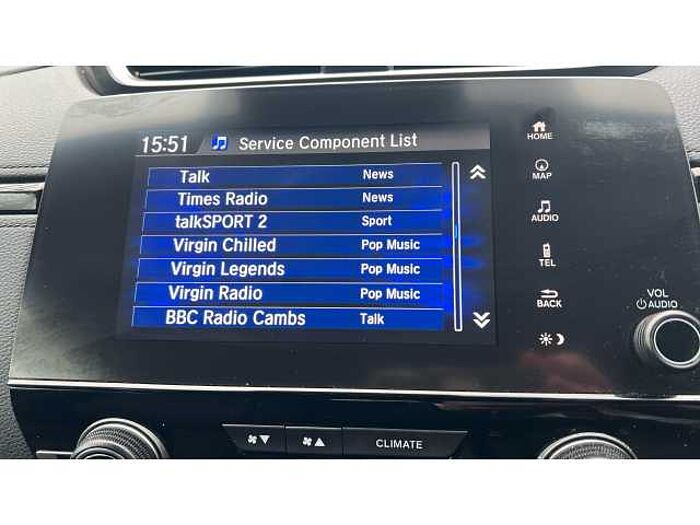 15:51 Service Component List
Talk News
Times Radio News
talkSPORT 2 Sport
Virgin Chilled Pop Music
Virgin Legends Pop Music
Virgin Radio Pop Music
BBC Radio Cambs Talk
HOME
MAP
AUDIO
TEL
BACK
VOL
AUDIO
CLIMATE